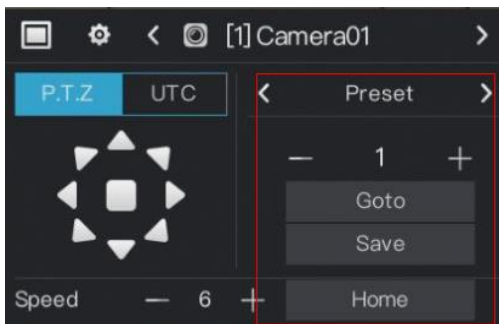 [1] Camera01
P.T.Z UTC Preset
1
Goto
Save
Speed 6 Home